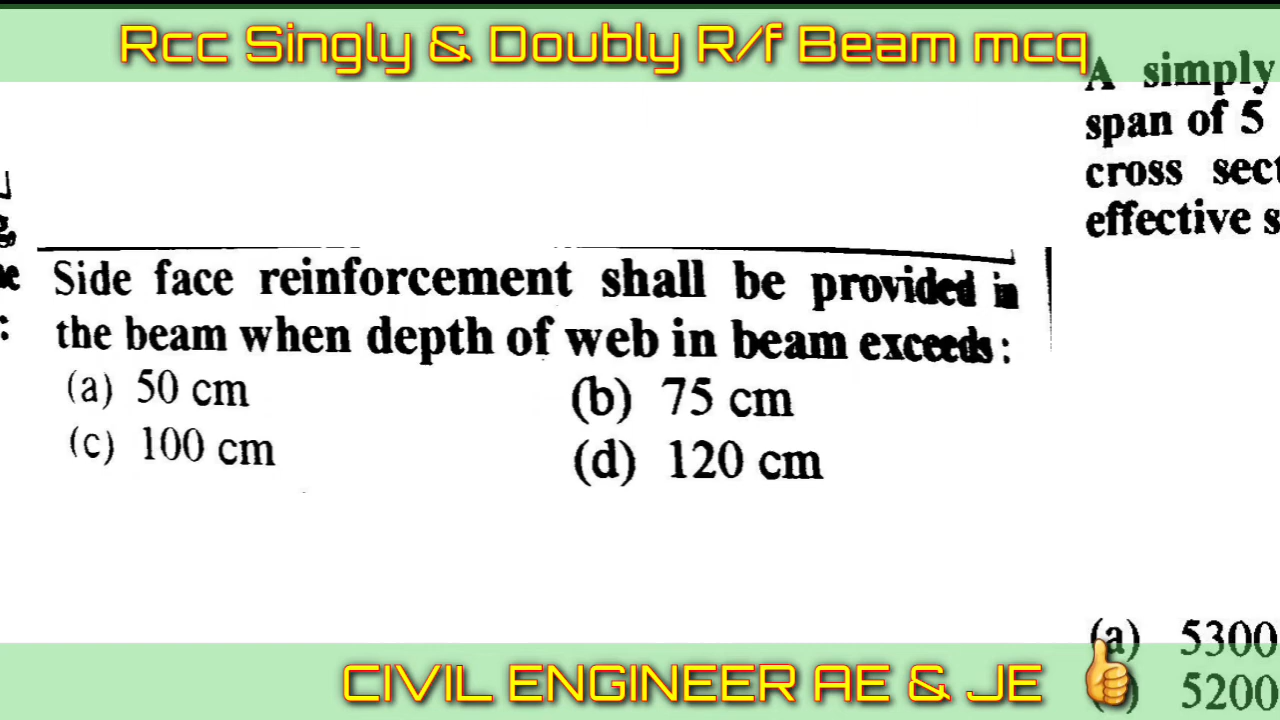 Rcc Singly & Doubly R/f Beam mcq
A simply
span of 5
cross sect
effective s
Side face reinforcement shall be provided in
the beam when depth of web in beam exceeds:
(a) 50 cm
(b) 75 cm
(c) 100 cm
(d) 120 cm
(a) 5300
5200
CIVIL ENGINEER AE & JE